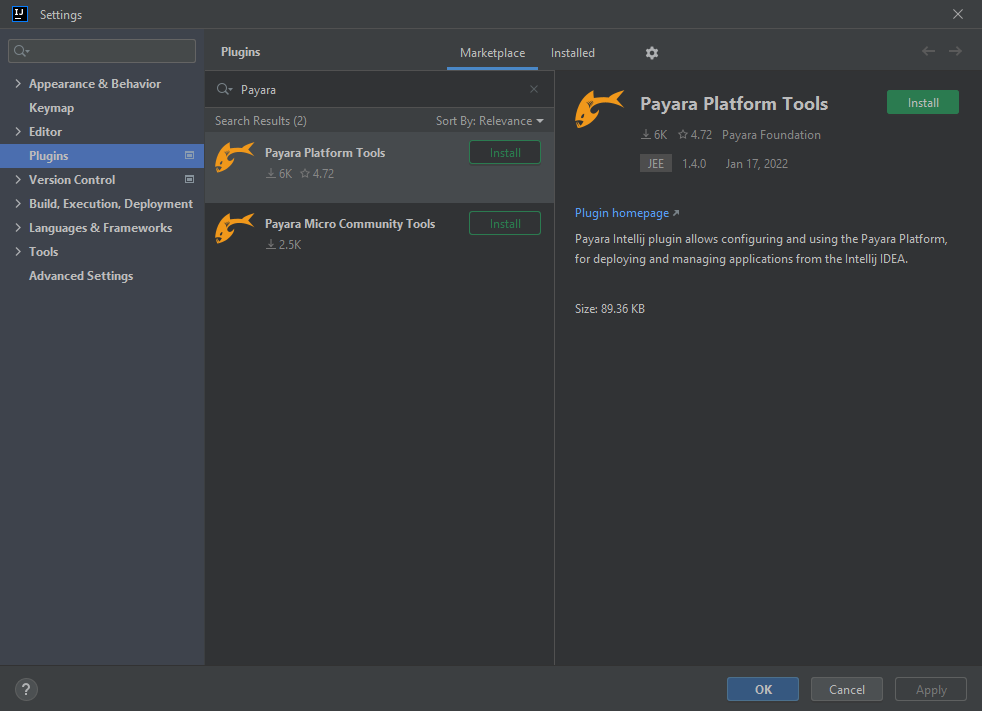 IJ
Settings
Appearance & Behavior
Keymap
Editor
Plugins
Version Control
Build, Execution, Deployment
Languages & Frameworks
Tools
Advanced Settings
Plugins
Marketplace
Installed
Payara
Search Results (2)
Sort By: Relevance
Payara Platform Tools
6K 4.72
Install
Payara Micro Community Tools
2.5K
Install
Payara Platform Tools
Install
6K 4.72 Payara Foundation
JEE 1.4.0 Jan 17, 2022
Plugin homepage
Payara Intellij plugin allows configuring and using the Payara Platform,
for deploying and managing applications from the Intellij IDEA.
Size: 89.36 KB
?
OK
Cancel
Apply